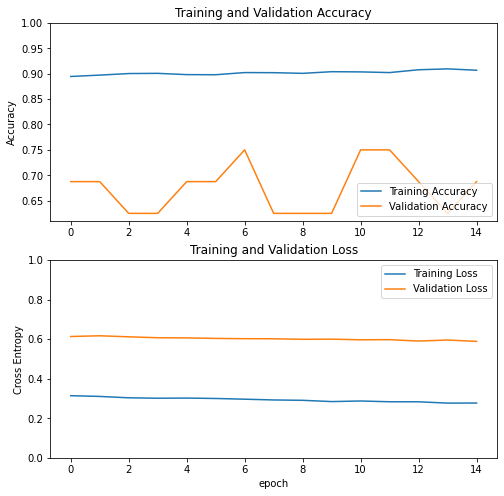 Training and Validation Accuracy
1.00
0.95
0.90
0.85
0.80
0.75
0.70
0.65
Accuracy
Training Accuracy
Validation Accuracy
0 2 4 6 8 10 12 14
Training and Validation Loss
1.0
0.8
0.6
0.4
0.2
0.0
Cross Entropy
Training Loss
Validation Loss
0 2 4 6 8 10 12 14
epoch